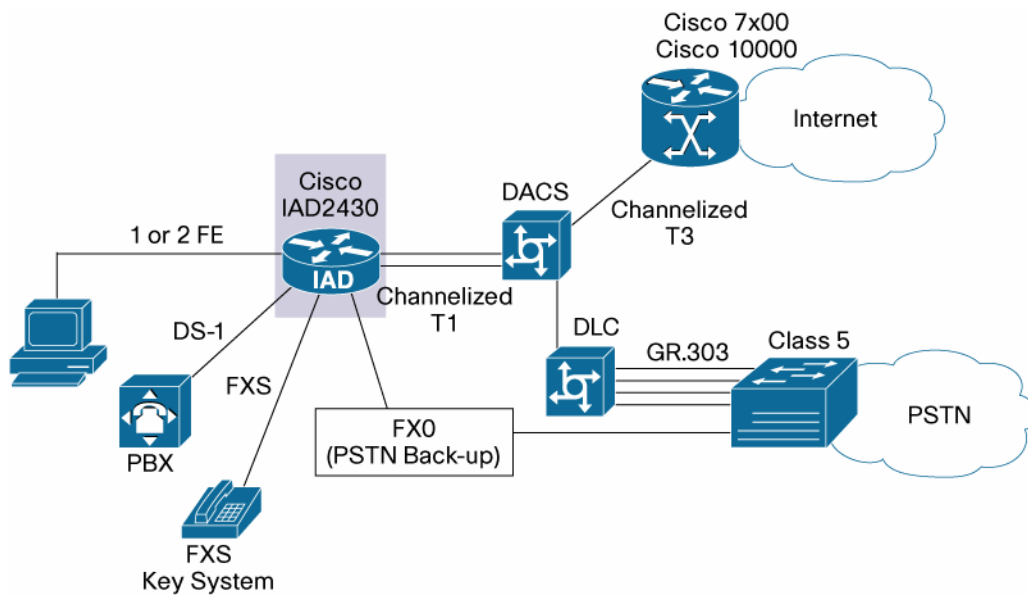 Cisco 7x00
Cisco 10000
Internet
Cisco
IAD2430
DACS
1 or 2 FE
IAD
Channelized
T3
Channelized
T1
DS-1
DLC
GR.303
Class 5
FXS
PSTN
FX0
(PSTN Back-up)
PBX
FXS
Key System